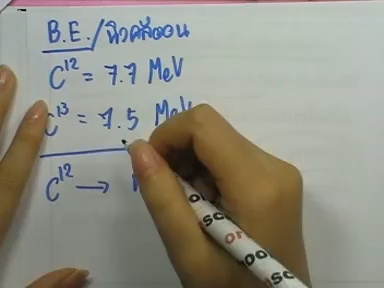 B.E./นิวคลีออน
C¹² = 7.7 MeV
C¹³ = 7.5 MeV
C¹² →